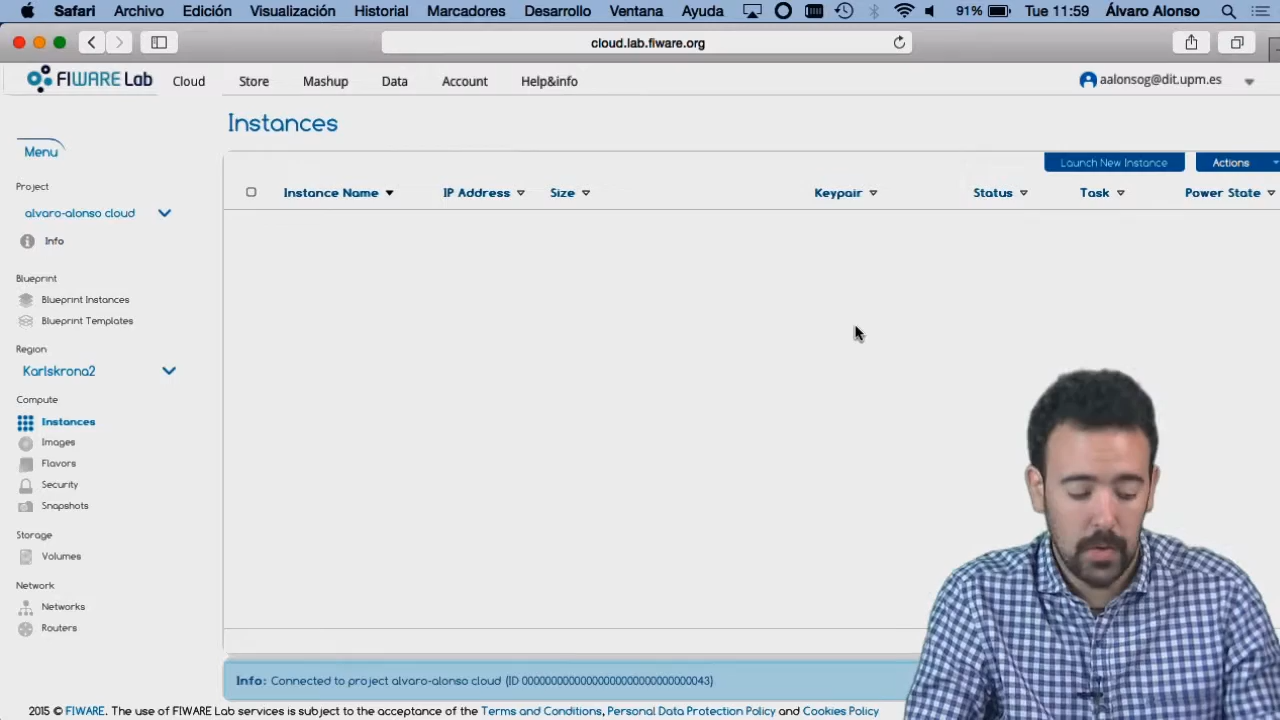 Safari Archivo Edición Visualización Historial Marcadores Desarrollo Ventana Ayuda 91% Tue 11:59 Álvaro Alonso
cloud.lab.fiware.org
FIWARE Lab Cloud Store Mashup Data Account Help&info aalonsog@dit.upm.es
Instances
Menu
Launch New Instance Actions
Project
Instance Name IP Address Size Keypair Status Task Power State
alvaro-alonso cloud
Info
Blueprint
Blueprint Instances
Blueprint Templates
Region
Karlskrona2
Compute
Instances
Images
Flavors
Security
Snapshots
Storage
Volumes
Network
Networks
Routers
Info: Connected to project alvaro-alonso cloud (ID 00000000000000000000000000000043)
2015 © FIWARE. The use of FIWARE Lab services is subject to the acceptance of the Terms and Conditions, Personal Data Protection Policy and Cookies Policy